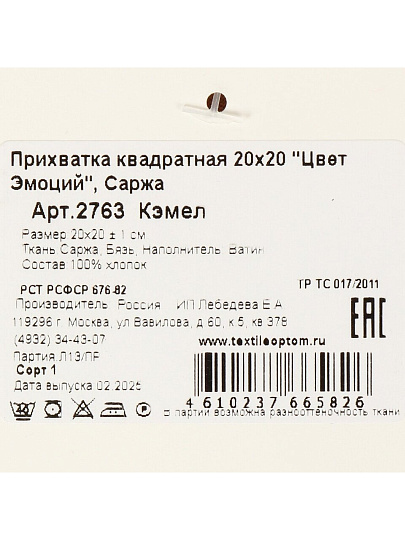 Прихватка квадратная 20х20 "Цвет
Эмоций", Саржа
Арт.2763 Кэмел
Размер 20х20 ± 1 см
Ткань Саржа, Бязь, Наполнитель Ватин
Состав 100% хлопок
РСТ РСФСР 676-82
ТР ТС 017/2011
Производитель: Россия ИП Лебедева Е.А.
119296 г. Москва, ул Вавилова, д 60, к 5, кв 378
(4932) 34-43-07
www.textileoptom.ru
EAC
Партия Л13/ПР
Сорт 1
Дата выпуска 02.2025
4 610237 665826
В партии возможна разнооттеночность ткани